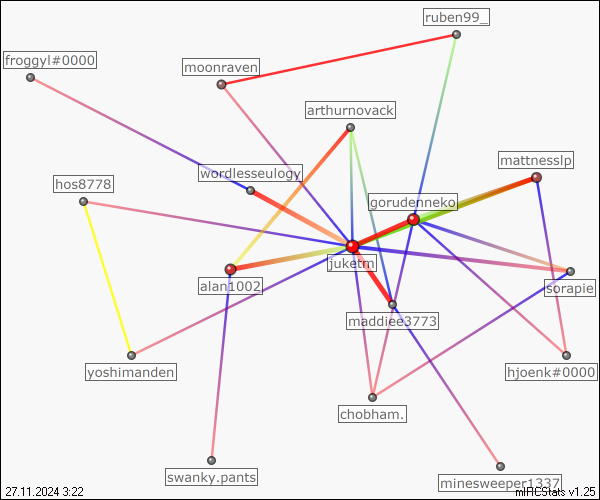 ruben99_
froggyl#0000
moonraven
arthurnovack
mattnesslp
wordlesseulogy
hos8778
gorudenneko
juketm
alan1002
sorapie
maddiee3773
yoshimanden
hjoenk#0000
chobham.
swanky.pants
minesweeper1337
27.11.2024 3:22
mIRCStats v1.25